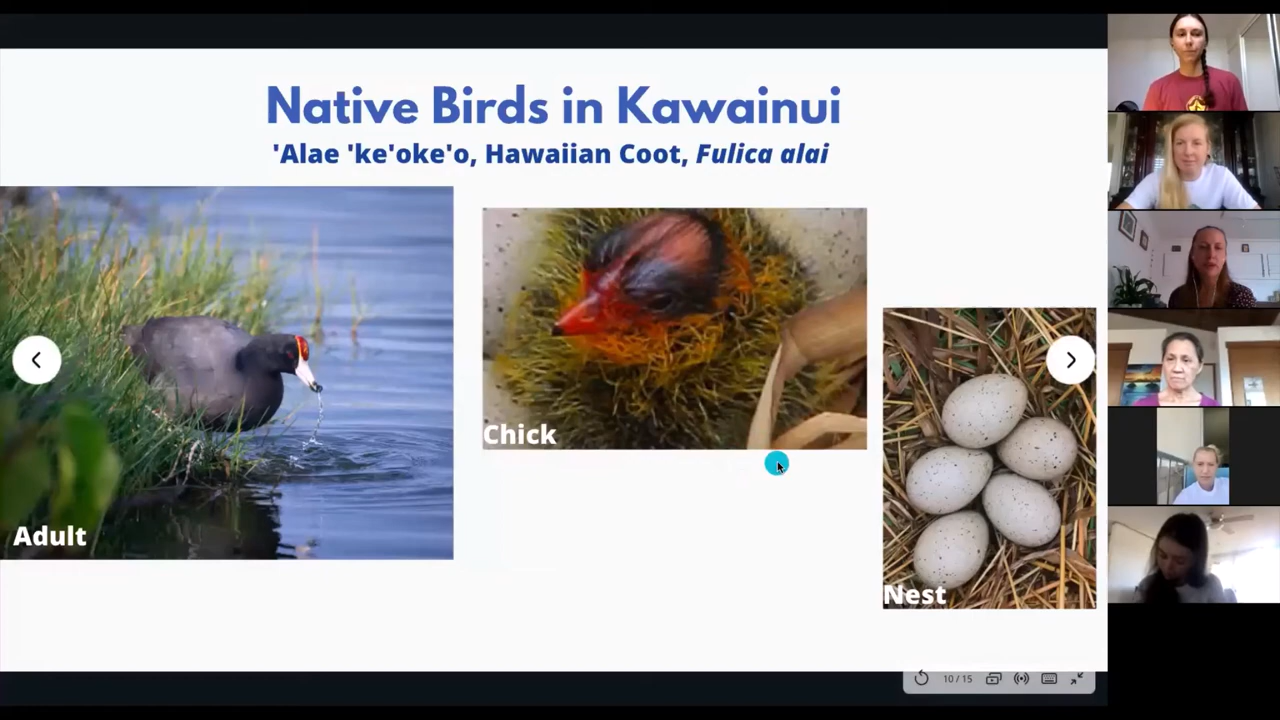 Native Birds in Kawainui
'Alae 'ke'oke'o, Hawaiian Coot, Fulica alai
Chick
Adult
Nest
10 / 15